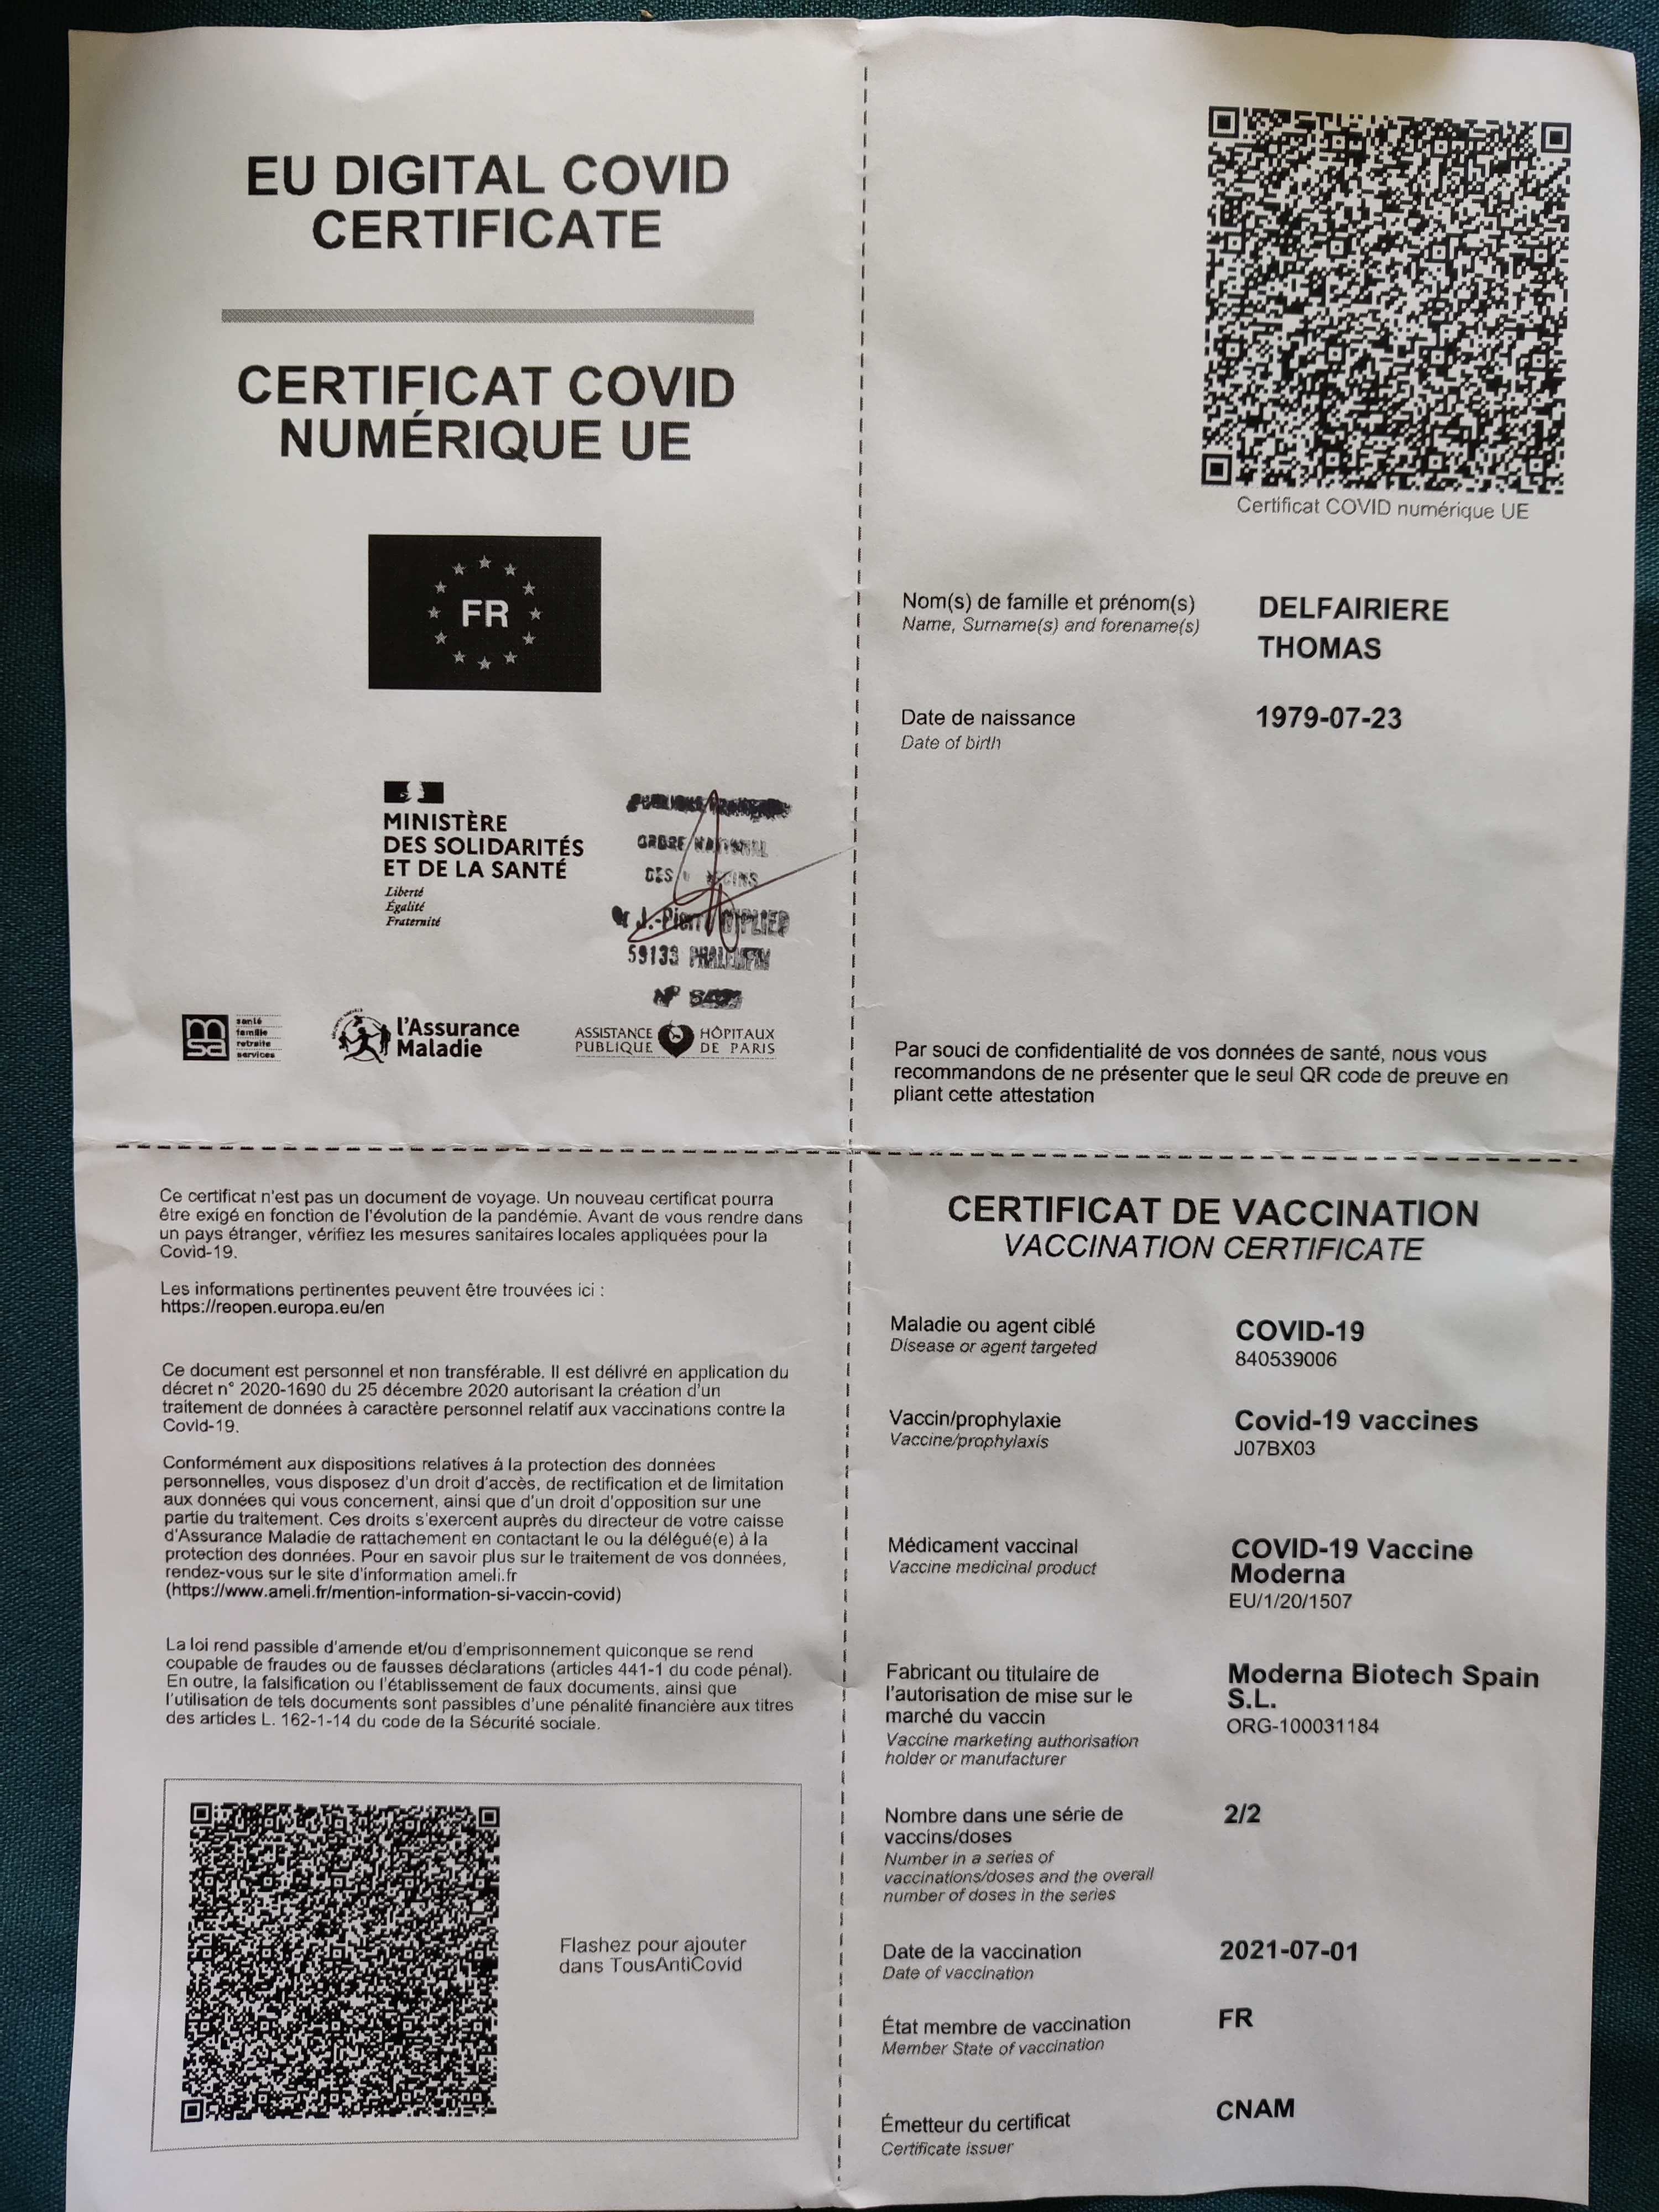 EU DIGITAL COVID
CERTIFICATE
CERTIFICAT COVID
NUMÉRIQUE UE
FR
MINISTÈRE
DES SOLIDARITÉS
ET DE LA SANTÉ
Liberté
Égalité
Fraternité
ORDRE NATIONAL
DES
Dr J.-Pierre
59133 PHALEMPIN
N°
msa
santé
famille
retraite
services
l'Assurance
Maladie
ASSISTANCE
PUBLIQUE
HÔPITAUX
DE PARIS
Certificat COVID numérique UE
Nom(s) de famille et prénom(s)
Name, Surname(s) and forename(s)
DELFAIRIERE
THOMAS
Date de naissance
Date of birth
1979-07-23
Par souci de confidentialité de vos données de santé, nous vous
recommandons de ne présenter que le seul QR code de preuve en
pliant cette attestation
Ce certificat n'est pas un document de voyage. Un nouveau certificat pourra
être exigé en fonction de l'évolution de la pandémie. Avant de vous rendre dans
un pays étranger, vérifiez les mesures sanitaires locales appliquées pour la
Covid-19.
Les informations pertinentes peuvent être trouvées ici :
https://reopen.europa.eu/en
Ce document est personnel et non transférable. Il est délivré en application du
décret n° 2020-1690 du 25 décembre 2020 autorisant la création d'un
traitement de données à caractère personnel relatif aux vaccinations contre la
Covid-19.
Conformément aux dispositions relatives à la protection des données
personnelles, vous disposez d'un droit d'accès, de rectification et de limitation
aux données qui vous concernent, ainsi que d'un droit d'opposition sur une
partie du traitement. Ces droits s'exercent auprès du directeur de votre caisse
d'Assurance Maladie de rattachement en contactant le ou la délégué(e) à la
protection des données. Pour en savoir plus sur le traitement de vos données,
rendez-vous sur le site d'information ameli.fr
(https://www.ameli.fr/mention-information-si-vaccin-covid)
La loi rend passible d'amende et/ou d'emprisonnement quiconque se rend
coupable de fraudes ou de fausses déclarations (articles 441-1 du code pénal).
En outre, la falsification ou l'établissement de faux documents, ainsi que
l'utilisation de tels documents sont passibles d'une pénalité financière aux titres
des articles L. 162-1-14 du code de la Sécurité sociale.
Flashez pour ajouter
dans TousAntiCovid
CERTIFICAT DE VACCINATION
VACCINATION CERTIFICATE
Maladie ou agent ciblé
Disease or agent targeted
COVID-19
840539006
Vaccin/prophylaxie
Vaccine/prophylaxis
Covid-19 vaccines
J07BX03
Médicament vaccinal
Vaccine medicinal product
COVID-19 Vaccine
Moderna
EU/1/20/1507
Fabricant ou titulaire de
l'autorisation de mise sur le
marché du vaccin
Vaccine marketing authorisation
holder or manufacturer
Moderna Biotech Spain
S.L.
ORG-100031184
Nombre dans une série de
vaccins/doses
Number in a series of
vaccinations/doses and the overall
number of doses in the series
2/2
Date de la vaccination
Date of vaccination
2021-07-01
État membre de vaccination
Member State of vaccination
FR
Émetteur du certificat
Certificate issuer
CNAM